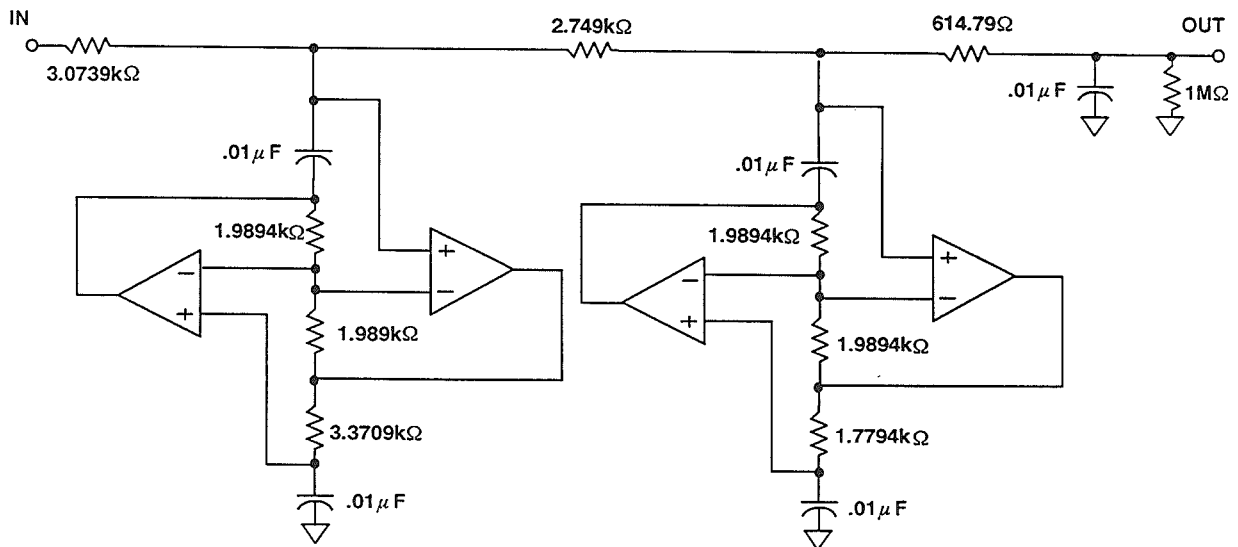 IN
3.0739kΩ
2.749kΩ
614.79Ω
OUT
.01μF
1MΩ
.01μF
1.9894kΩ
−
+
+
−
1.989kΩ
3.3709kΩ
.01μF
.01μF
1.9894kΩ
−
+
+
−
1.9894kΩ
1.7794kΩ
.01μF